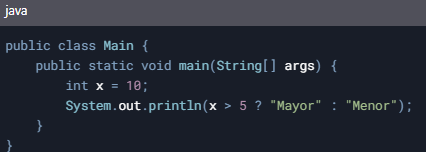 java
public class Main {
    public static void main(String[] args) {
        int x = 10;
        System.out.println(x > 5 ? "Mayor" : "Menor");
    }
}